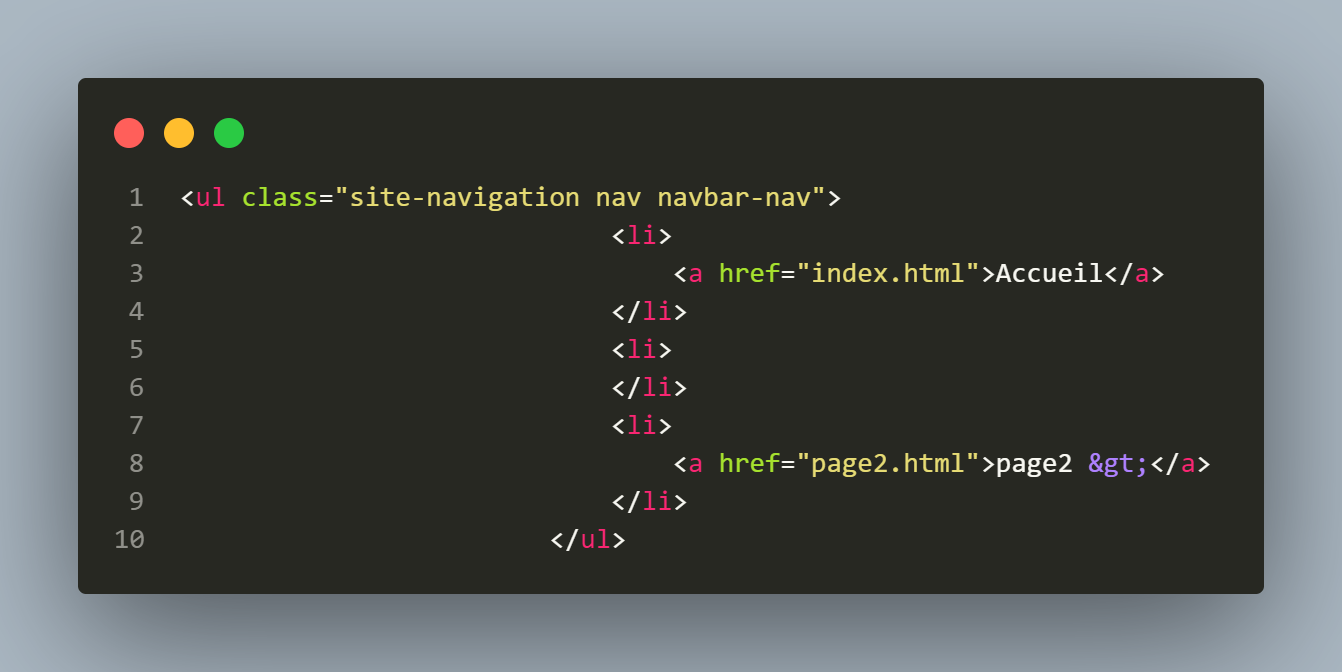 1 <ul class="site-navigation nav navbar-nav">
2 <li>
3 <a href="index.html">Accueil</a>
4 </li>
5 <li>
6 </li>
7 <li>
8 <a href="page2.html">page2 &gt;</a>
9 </li>
10 </ul>